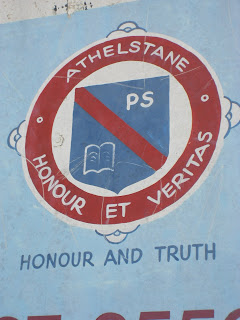 ATHELSTANE
PS
HONOUR ET VERITAS
HONOUR AND TRUTH